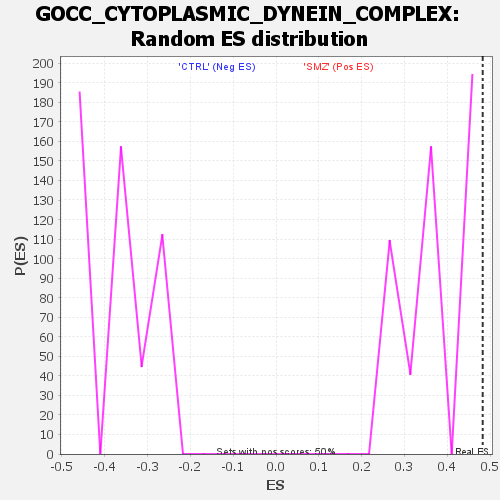 GOCC_CYTOPLASMIC_DYNEIN_COMPLEX:
Random ES distribution
'CTRL' (Neg ES)
'SMZ' (Pos ES)
200
190
180
170
160
150
140
130
120
110
100
90
80
70
60
50
40
30
20
10
0
P(ES)
Sets with pos scores: 50%
Real ES
-0.5 -0.4 -0.3 -0.2 -0.1 0.0 0.1 0.2 0.3 0.4 0.5
ES